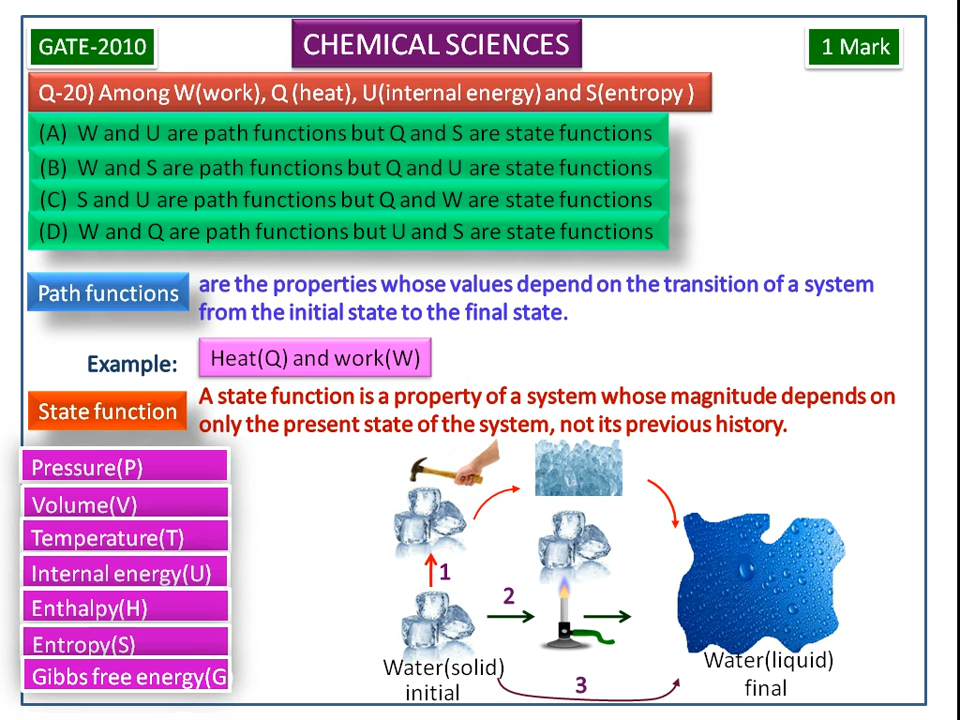 GATE-2010
CHEMICAL SCIENCES
1 Mark
Q-20) Among W(work), Q (heat), U(internal energy) and S(entropy )
(A) W and U are path functions but Q and S are state functions
(B) W and S are path functions but Q and U are state functions
(C) S and U are path functions but Q and W are state functions
(D) W and Q are path functions but U and S are state functions
Path functions
are the properties whose values depend on the transition of a system
from the initial state to the final state.
Example:
Heat(Q) and work(W)
State function
A state function is a property of a system whose magnitude depends on
only the present state of the system, not its previous history.
Pressure(P)
Volume(V)
Temperature(T)
Internal energy(U)
Enthalpy(H)
Entropy(S)
Gibbs free energy(G)
1
2
Water(solid)
initial
3
Water(liquid)
final